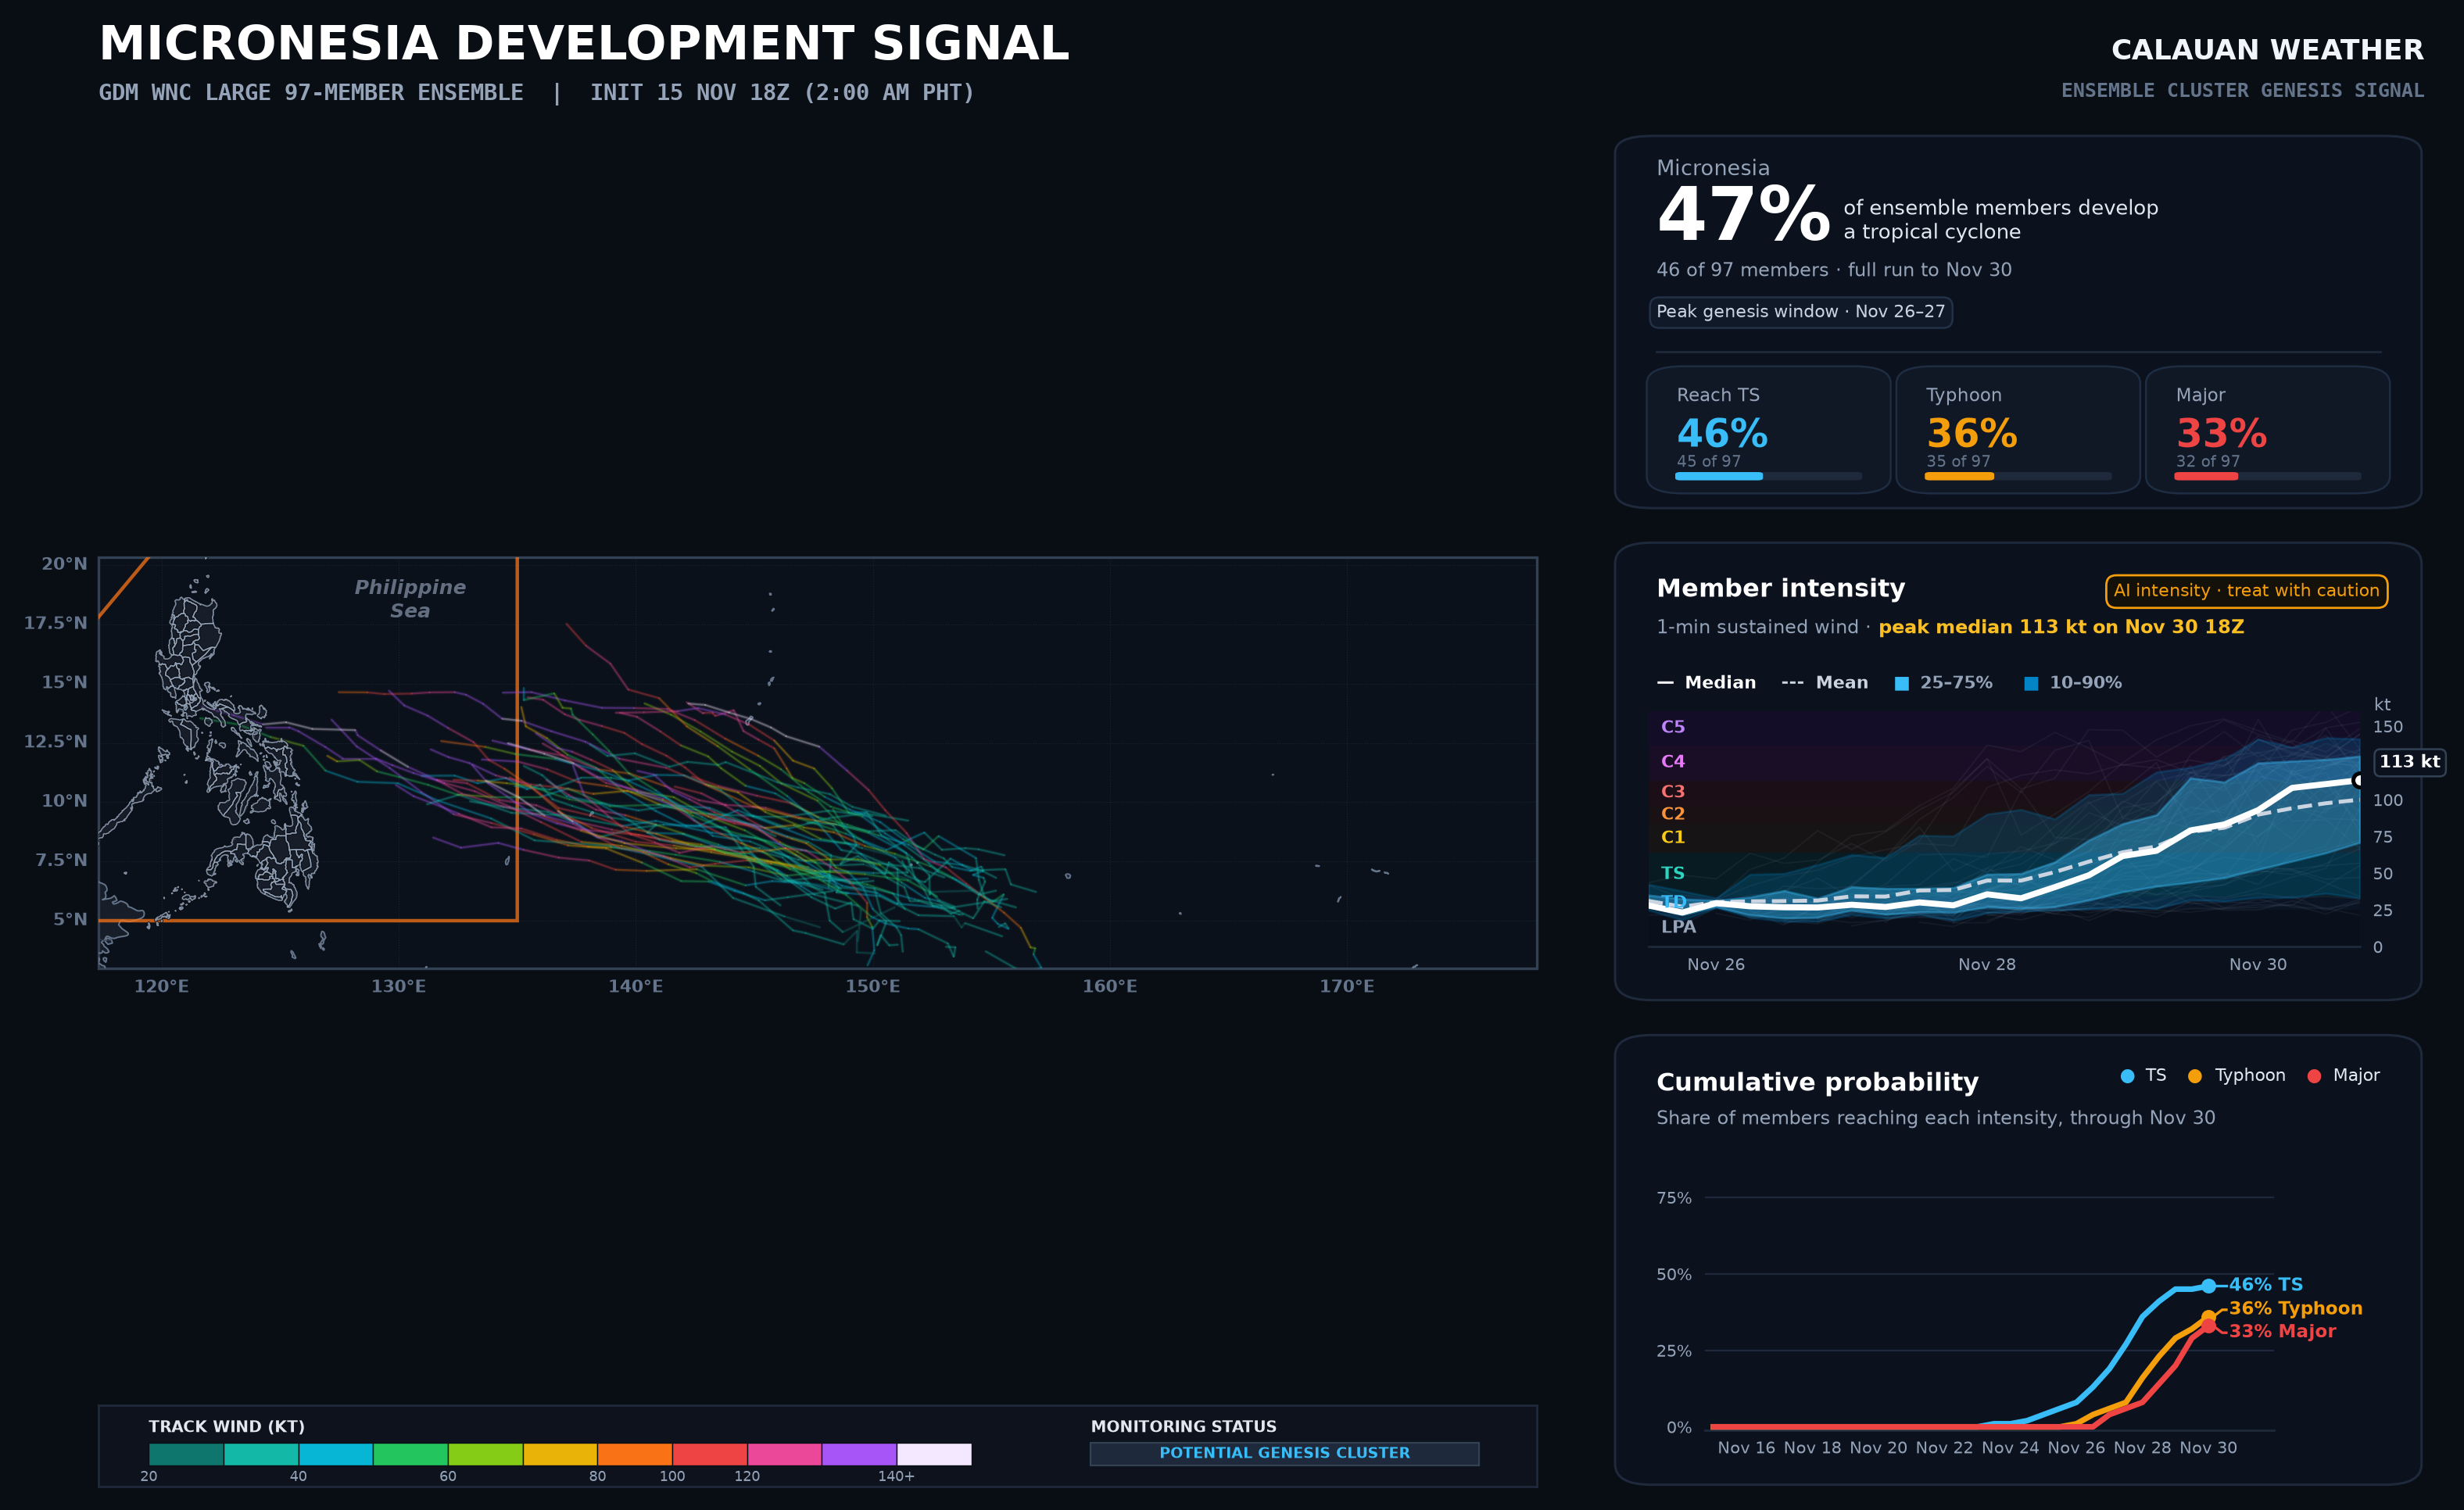 MICRONESIA DEVELOPMENT SIGNAL
GDM WNC LARGE 97-MEMBER ENSEMBLE | INIT 15 NOV 18Z (2:00 AM PHT)
CALAUAN WEATHER
ENSEMBLE CLUSTER GENESIS SIGNAL
Micronesia
47% of ensemble members develop
a tropical cyclone
46 of 97 members · full run to Nov 30
Peak genesis window · Nov 26–27
Reach TS
46%
45 of 97
Typhoon
36%
35 of 97
Major
33%
32 of 97
20°N
17.5°N
15°N
12.5°N
10°N
7.5°N
5°N
Philippine
Sea
120°E 130°E 140°E 150°E 160°E 170°E
Member intensity
AI intensity · treat with caution
1-min sustained wind · peak median 113 kt on Nov 30 18Z
Median Mean 25–75% 10–90%
kt
C5
C4
C3
C2
C1
TS
TD
LPA
150
113 kt
100
75
50
25
0
Nov 26 Nov 28 Nov 30
Cumulative probability
TS Typhoon Major
Share of members reaching each intensity, through Nov 30
75%
50%
25%
0%
46% TS
36% Typhoon
33% Major
Nov 16 Nov 18 Nov 20 Nov 22 Nov 24 Nov 26 Nov 28 Nov 30
TRACK WIND (KT)
20 40 60 80 100 120 140+
MONITORING STATUS
POTENTIAL GENESIS CLUSTER